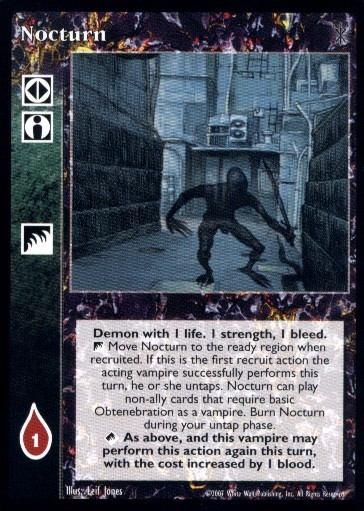 Nocturn
Demon with 1 life. 1 strength, 1 bleed.
Move Nocturn to the ready region when
recruited. If this is the first recruit action the
acting vampire successfully performs this
turn, he or she untaps. Nocturn can play
non-ally cards that require basic
Obtenebration as a vampire. Burn Nocturn
during your untap phase.
As above, and this vampire may
perform this action again this turn,
with the cost increased by 1 blood.
1
Illus: Leif Jones
©2007 White Wolf Publishing, Inc. All Rights Reserved.